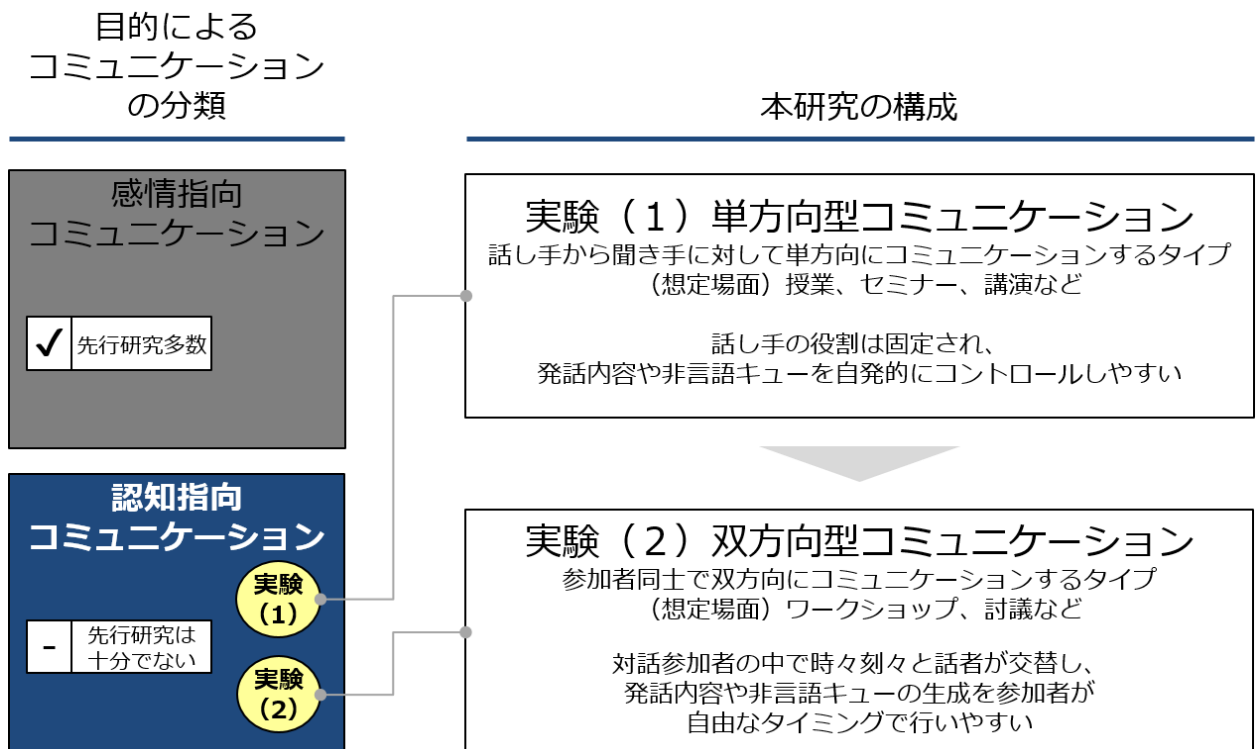 目的による
コミュニケーション
の分類
感情指向
コミュニケーション
✓ 先行研究多数
認知指向
コミュニケーション
実験
(1)
- 先行研究は
十分でない
実験
(2)
本研究の構成
実験（1）単方向型コミュニケーション
話し手から聞き手に対して単方向にコミュニケーションするタイプ
（想定場面）授業、セミナー、講演など
話し手の役割は固定され、
発話内容や非言語キューを自発的にコントロールしやすい
実験（2）双方向型コミュニケーション
参加者同士で双方向にコミュニケーションするタイプ
（想定場面）ワークショップ、討議など
対話参加者の中で時々刻々と話者が交替し、
発話内容や非言語キューの生成を参加者が
自由なタイミングで行いやすい